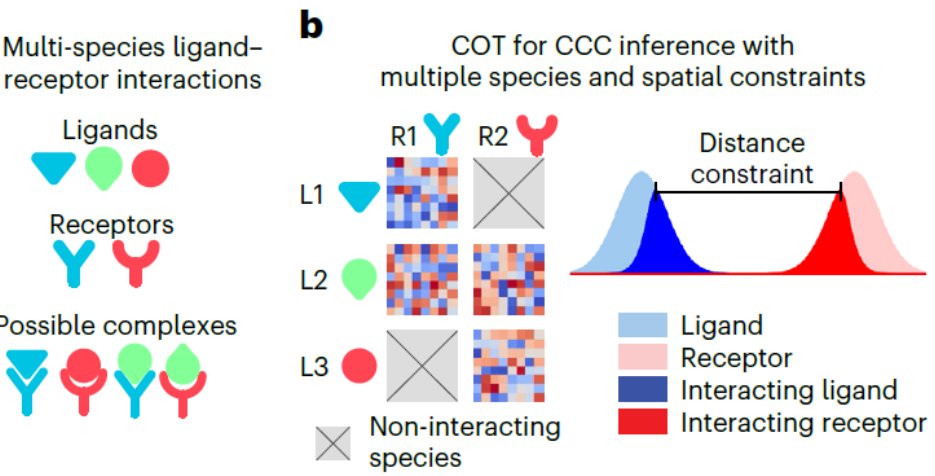 Multi-species ligand–
receptor interactions
Ligands
Receptors
Possible complexes
b
COT for CCC inference with
multiple species and spatial constraints
R1
R2
L1
L2
L3
Non-interacting
species
Distance
constraint
Ligand
Receptor
Interacting ligand
Interacting receptor